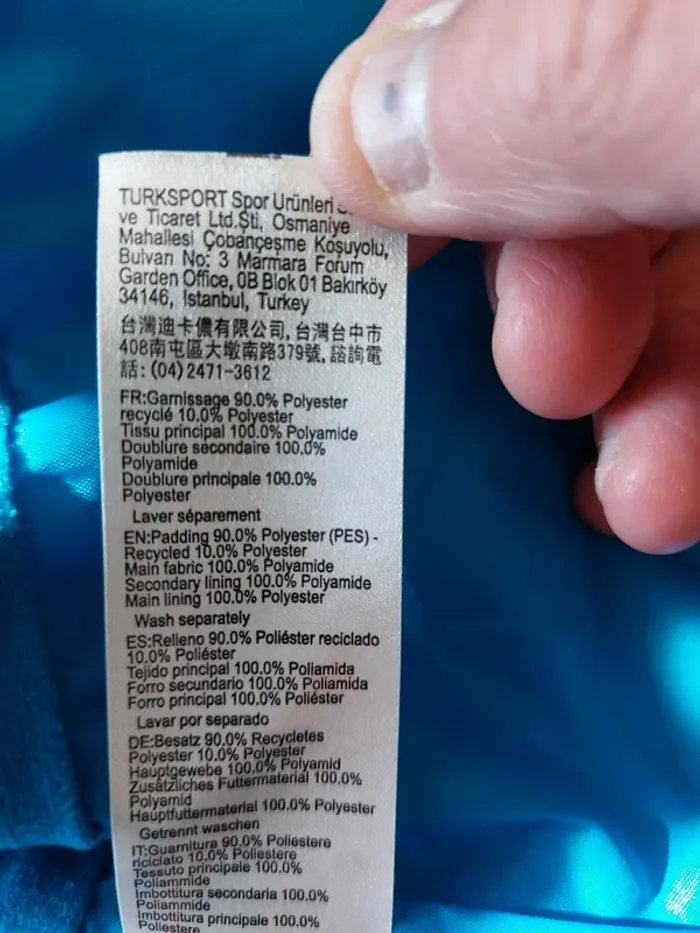 TURKSPORT Spor Urünleri
ve Ticaret Ltd.Şti, Osmaniye
Mahallesi Çobançeşme Koşuyolu,
Bulvarı No: 3 Marmara Forum
Garden Office, 0B Blok 01 Bakırköy
34146, Istanbul, Turkey
台灣迪卡儂有限公司, 台灣台中市
408南屯區大墩南路379號, 諮詢電
話: (04)2471-3612
FR:Garnissage 90.0% Polyester
recyclé 10.0% Polyester
Tissu principal 100.0% Polyamide
Doublure secondaire 100.0%
Polyamide
Doublure principale 100.0%
Polyester
Laver séparement
EN:Padding 90.0% Polyester (PES) -
Recycled 10.0% Polyester
Main fabric 100.0% Polyamide
Secondary lining 100.0% Polyamide
Main lining 100.0% Polyester
Wash separately
ES:Relleno 90.0% Poliéster reciclado
10.0% Poliéster
Tejido principal 100.0% Poliamida
Forro secundario 100.0% Poliamida
Forro principal 100.0% Poliéster
Lavar por separado
DE:Besatz 90.0% Recycletes
Polyester 10.0% Polyester
Hauptgewebe 100.0% Polyamid
Zusätzliches Futtermaterial 100.0%
Polyamid
Hauptfuttermaterial 100.0% Polyester
Getrennt waschen
IT:Guarnitura 90.0% Poliestere
riciclato 10.0% Poliestere
Tessuto principale 100.0%
Poliammide
Imbottitura secondaria 100.0%
Poliammide
Imbottitura principale 100.0%
Poliestere